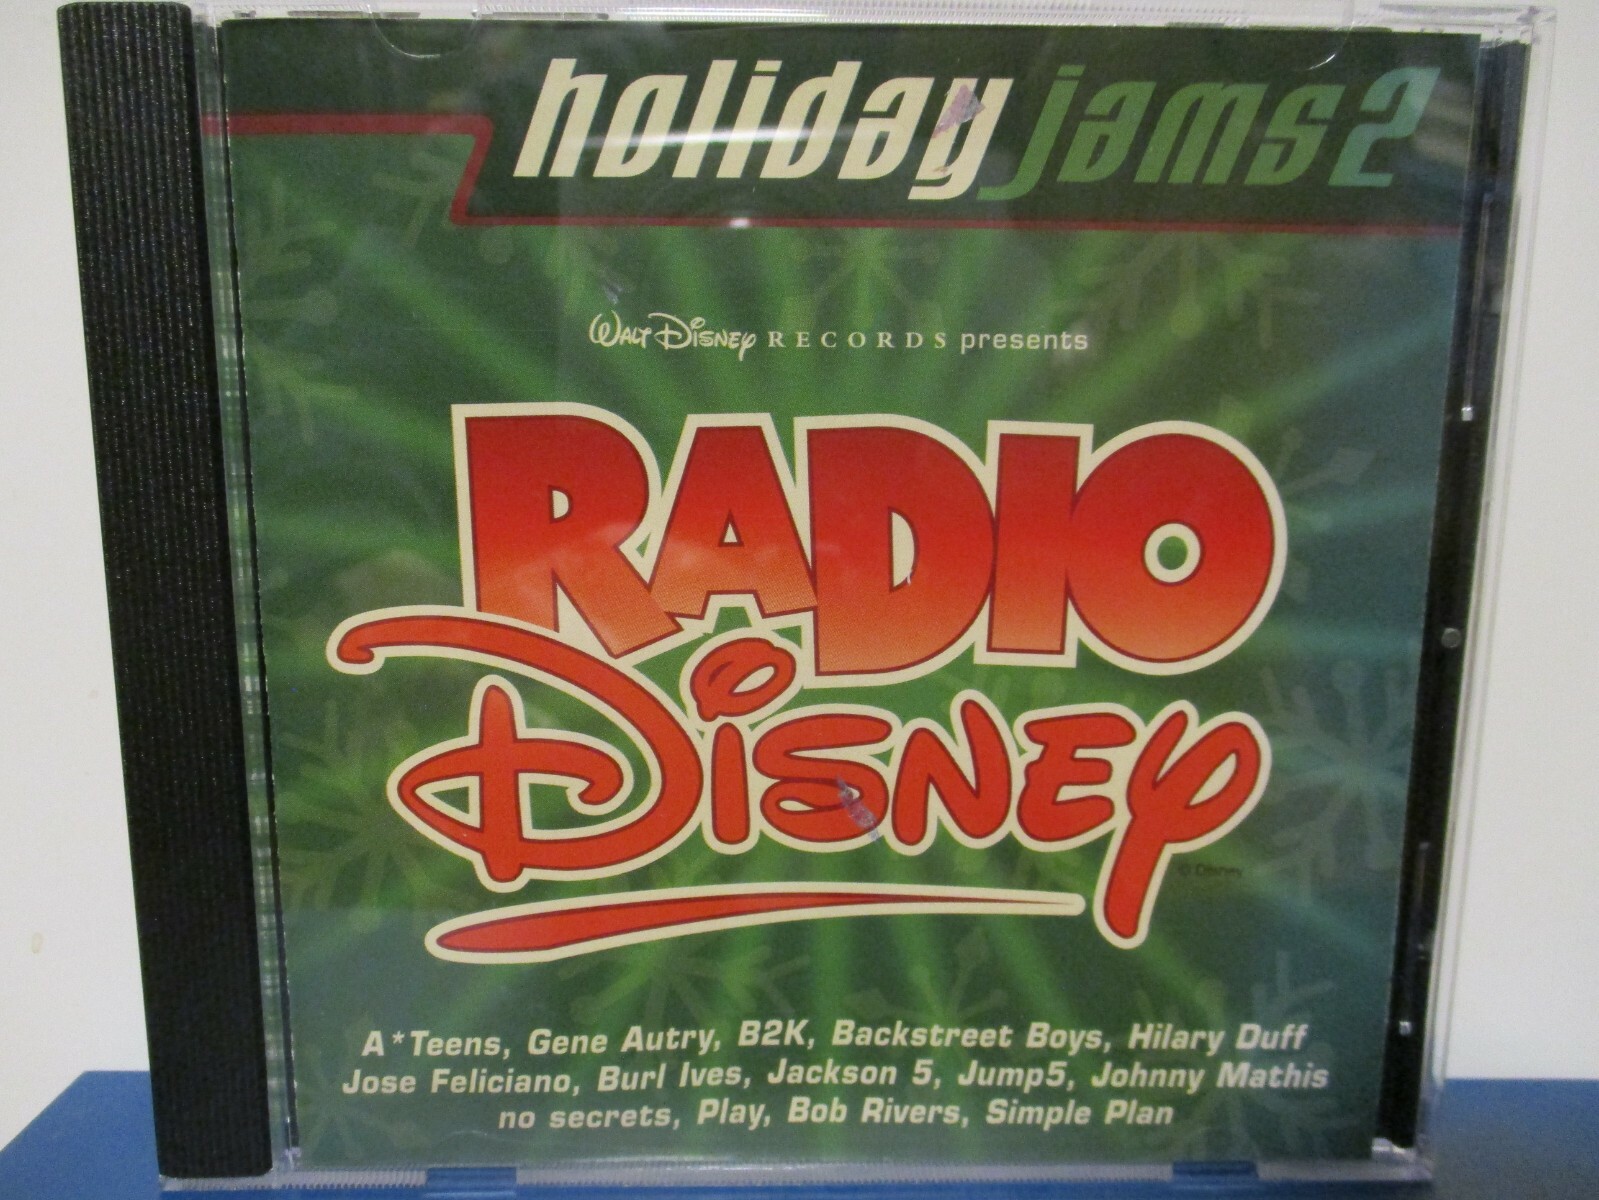 holiday jams 2
Walt Disney RECORDS presents
RADIO
Disney
© Disney
A*Teens, Gene Autry, B2K, Backstreet Boys, Hilary Duff
Jose Feliciano, Burl Ives, Jackson 5, Jump5, Johnny Mathis
no secrets, Play, Bob Rivers, Simple Plan